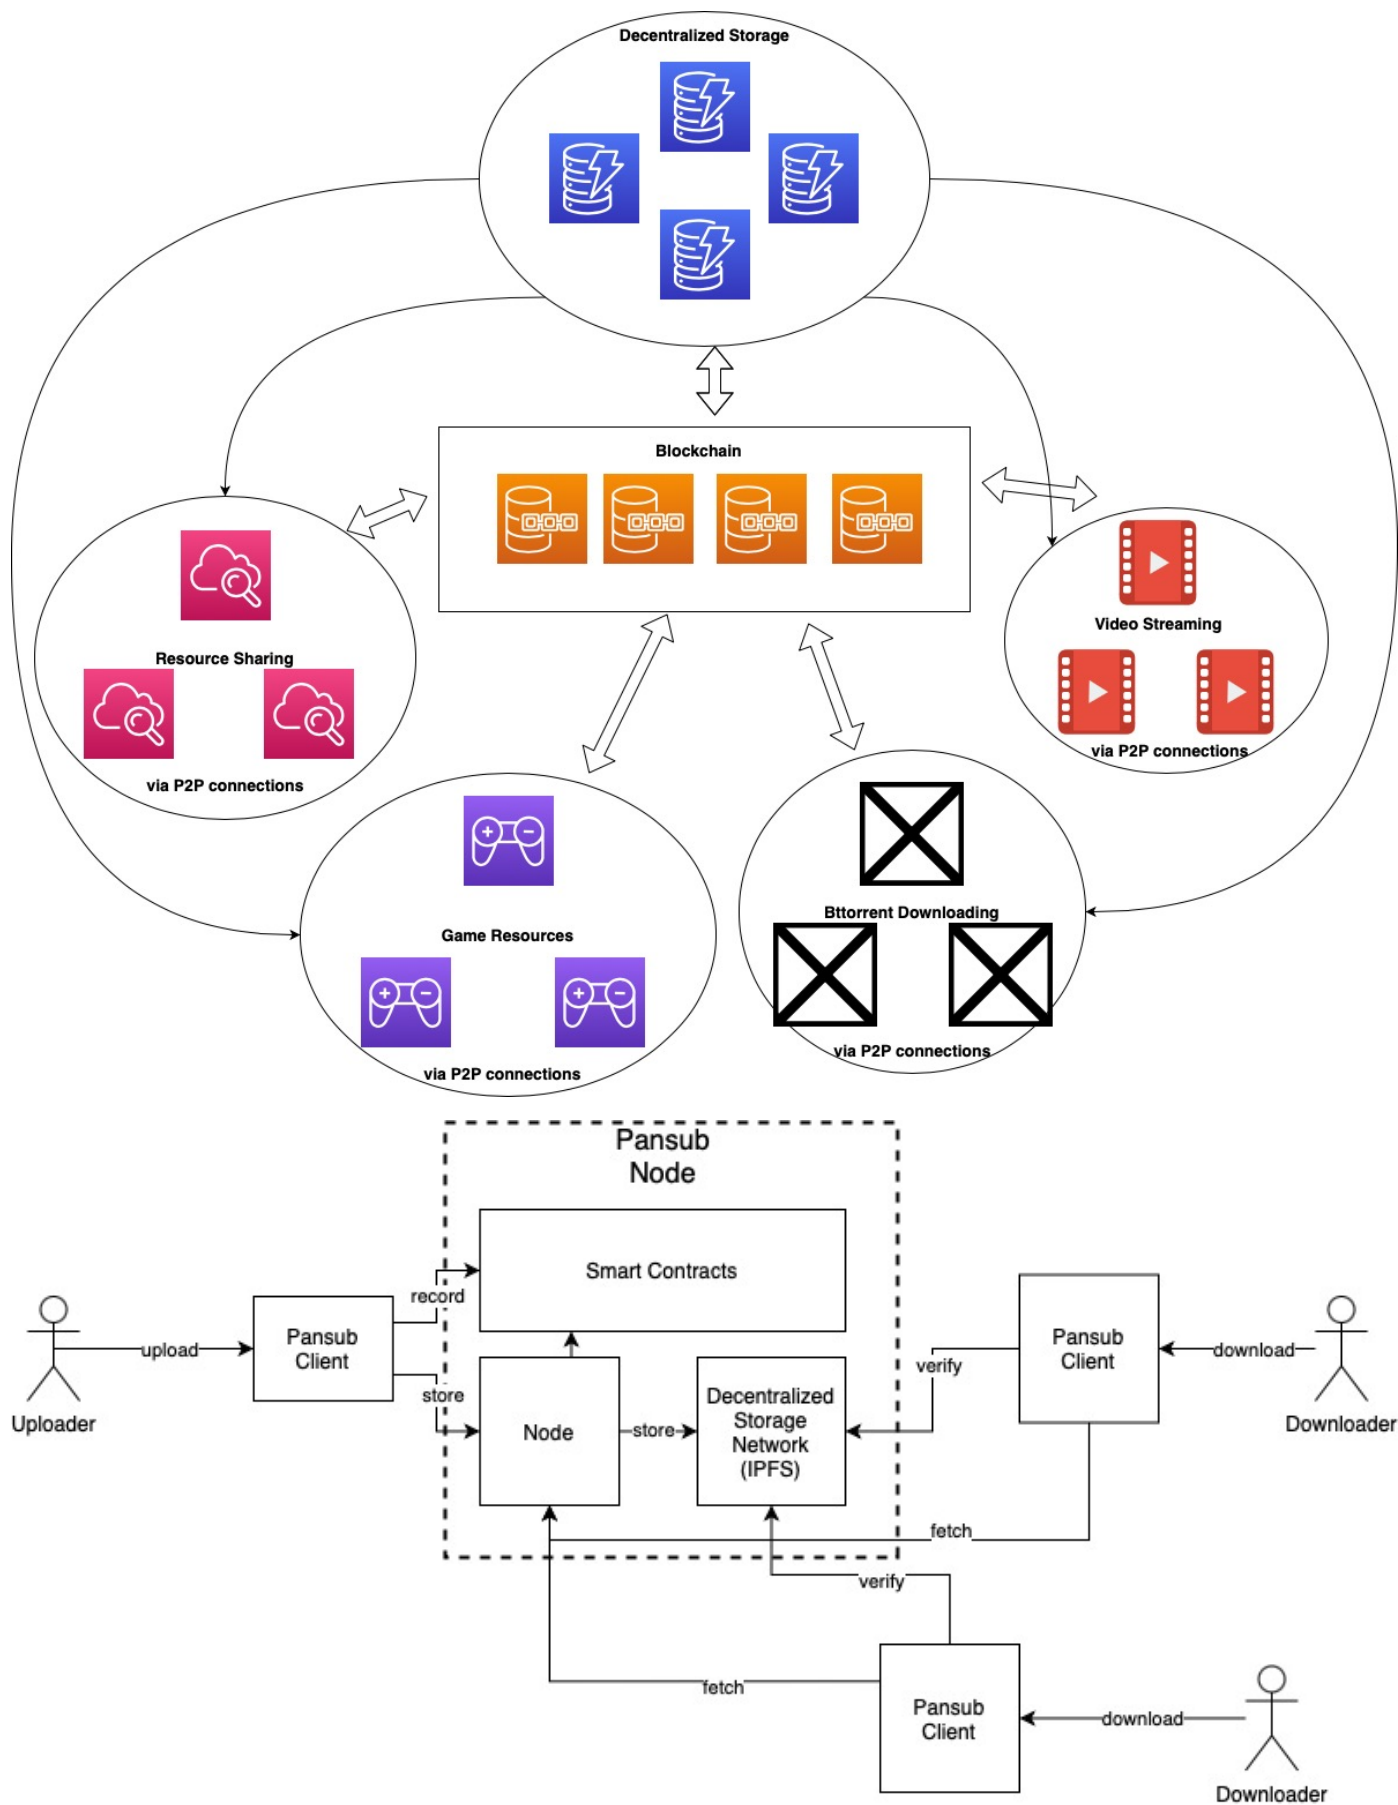 Decentralized Storage
Blockchain
Resource Sharing
via P2P connections
Video Streaming
via P2P connections
Game Resources
via P2P connections
Bttorrent Downloading
via P2P connections
Pansub
Node
Smart Contracts
record
upload
Pansub
Client
Uploader
store
Node
store
Decentralized
Storage
Network
(IPFS)
verify
Pansub
Client
download
Downloader
fetch
verify
fetch
Pansub
Client
download
Downloader